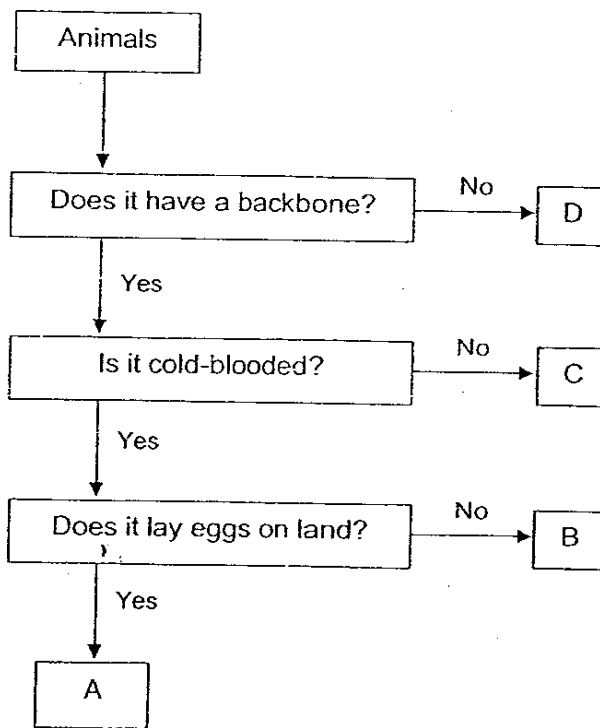 Animals
Does it have a backbone?
No
D
Yes
Is it cold-blooded?
No
C
Yes
Does it lay eggs on land?
No
B
Yes
A